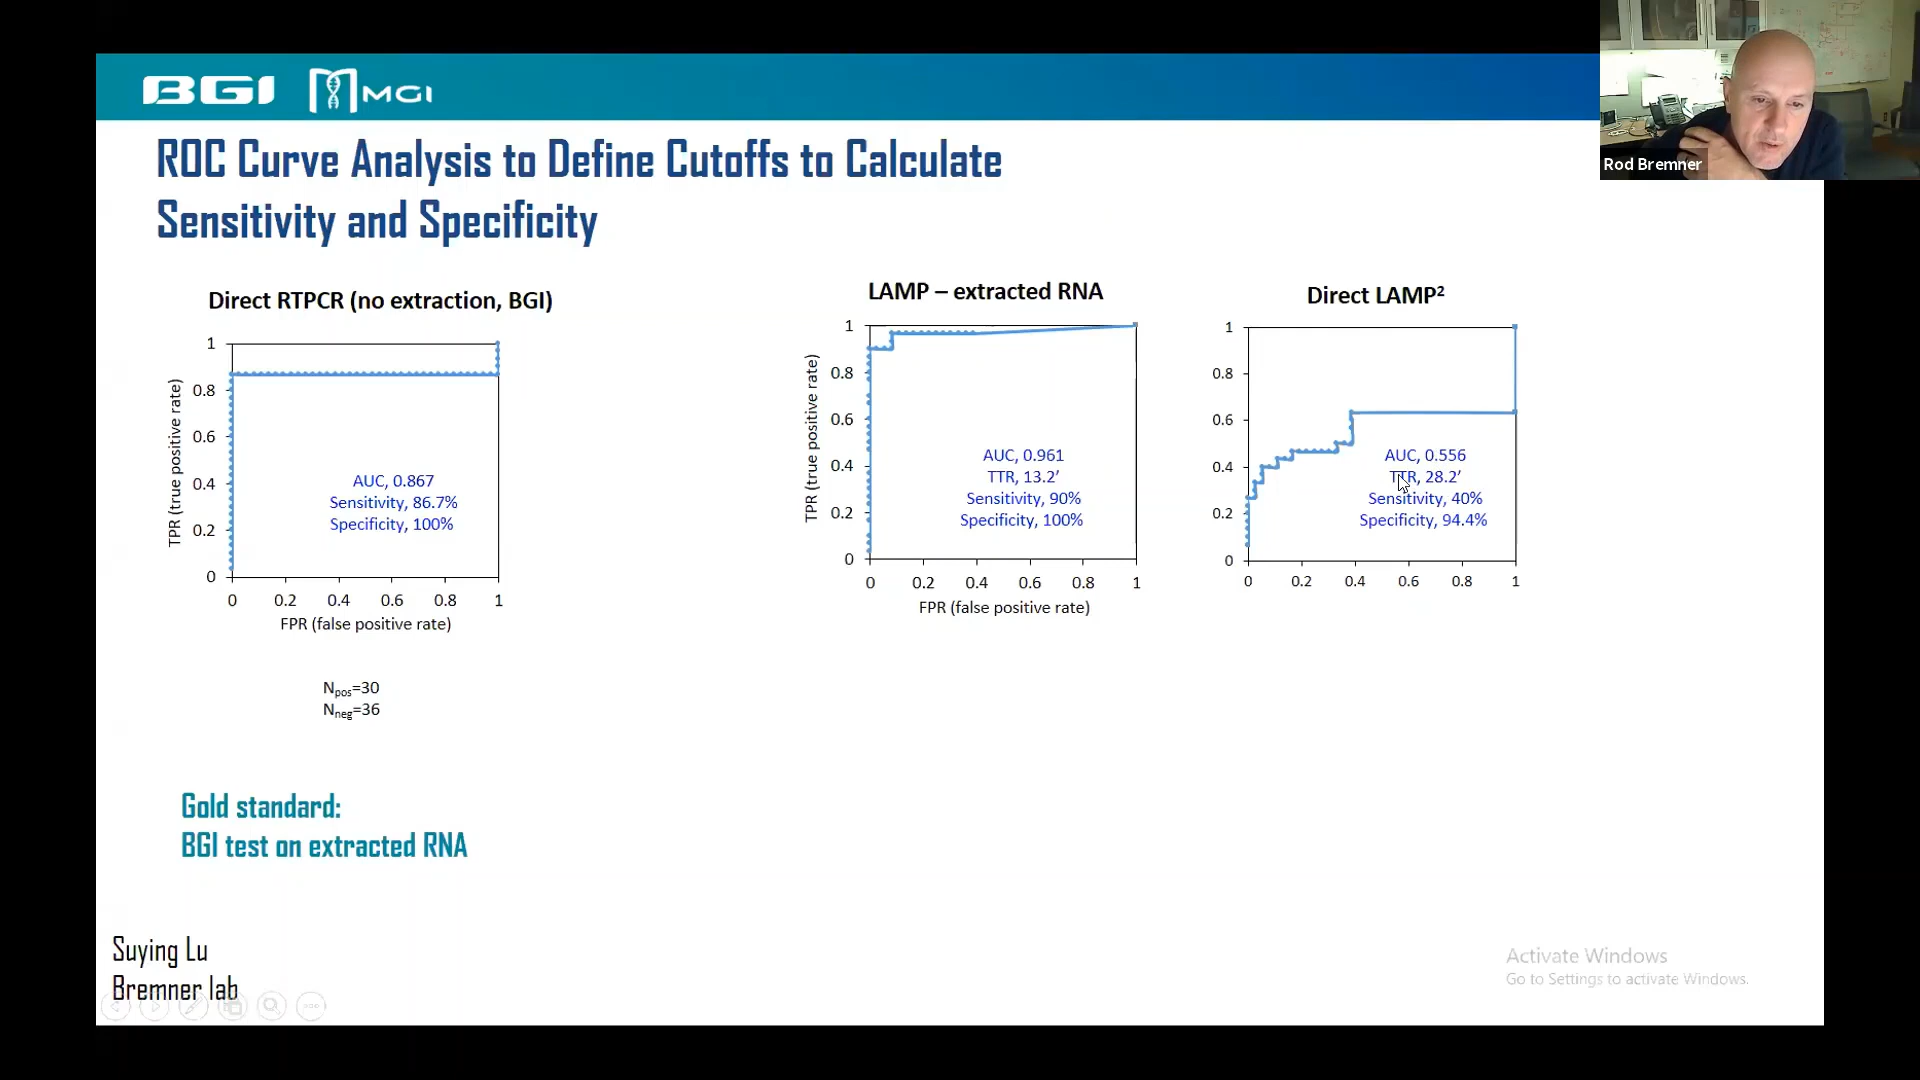 BGI MGI
Rod Bremner
ROC Curve Analysis to Define Cutoffs to Calculate
Sensitivity and Specificity
Direct RTPCR (no extraction, BGI)
1
0.8
0.6
0.4
0.2
0
TPR (true positive rate)
AUC, 0.867
Sensitivity, 86.7%
Specificity, 100%
0 0.2 0.4 0.6 0.8 1
FPR (false positive rate)
Npos=30
Nneg=36
LAMP – extracted RNA
1
0.8
0.6
0.4
0.2
0
TPR (true positive rate)
AUC, 0.961
TTR, 13.2’
Sensitivity, 90%
Specificity, 100%
0 0.2 0.4 0.6 0.8 1
FPR (false positive rate)
Direct LAMP²
1
0.8
0.6
0.4
0.2
0
AUC, 0.556
TTR, 28.2’
Sensitivity, 40%
Specificity, 94.4%
0 0.2 0.4 0.6 0.8 1
Gold standard:
BGI test on extracted RNA
Suying Lu
Bremner lab
Activate Windows
Go to Settings to activate Windows.